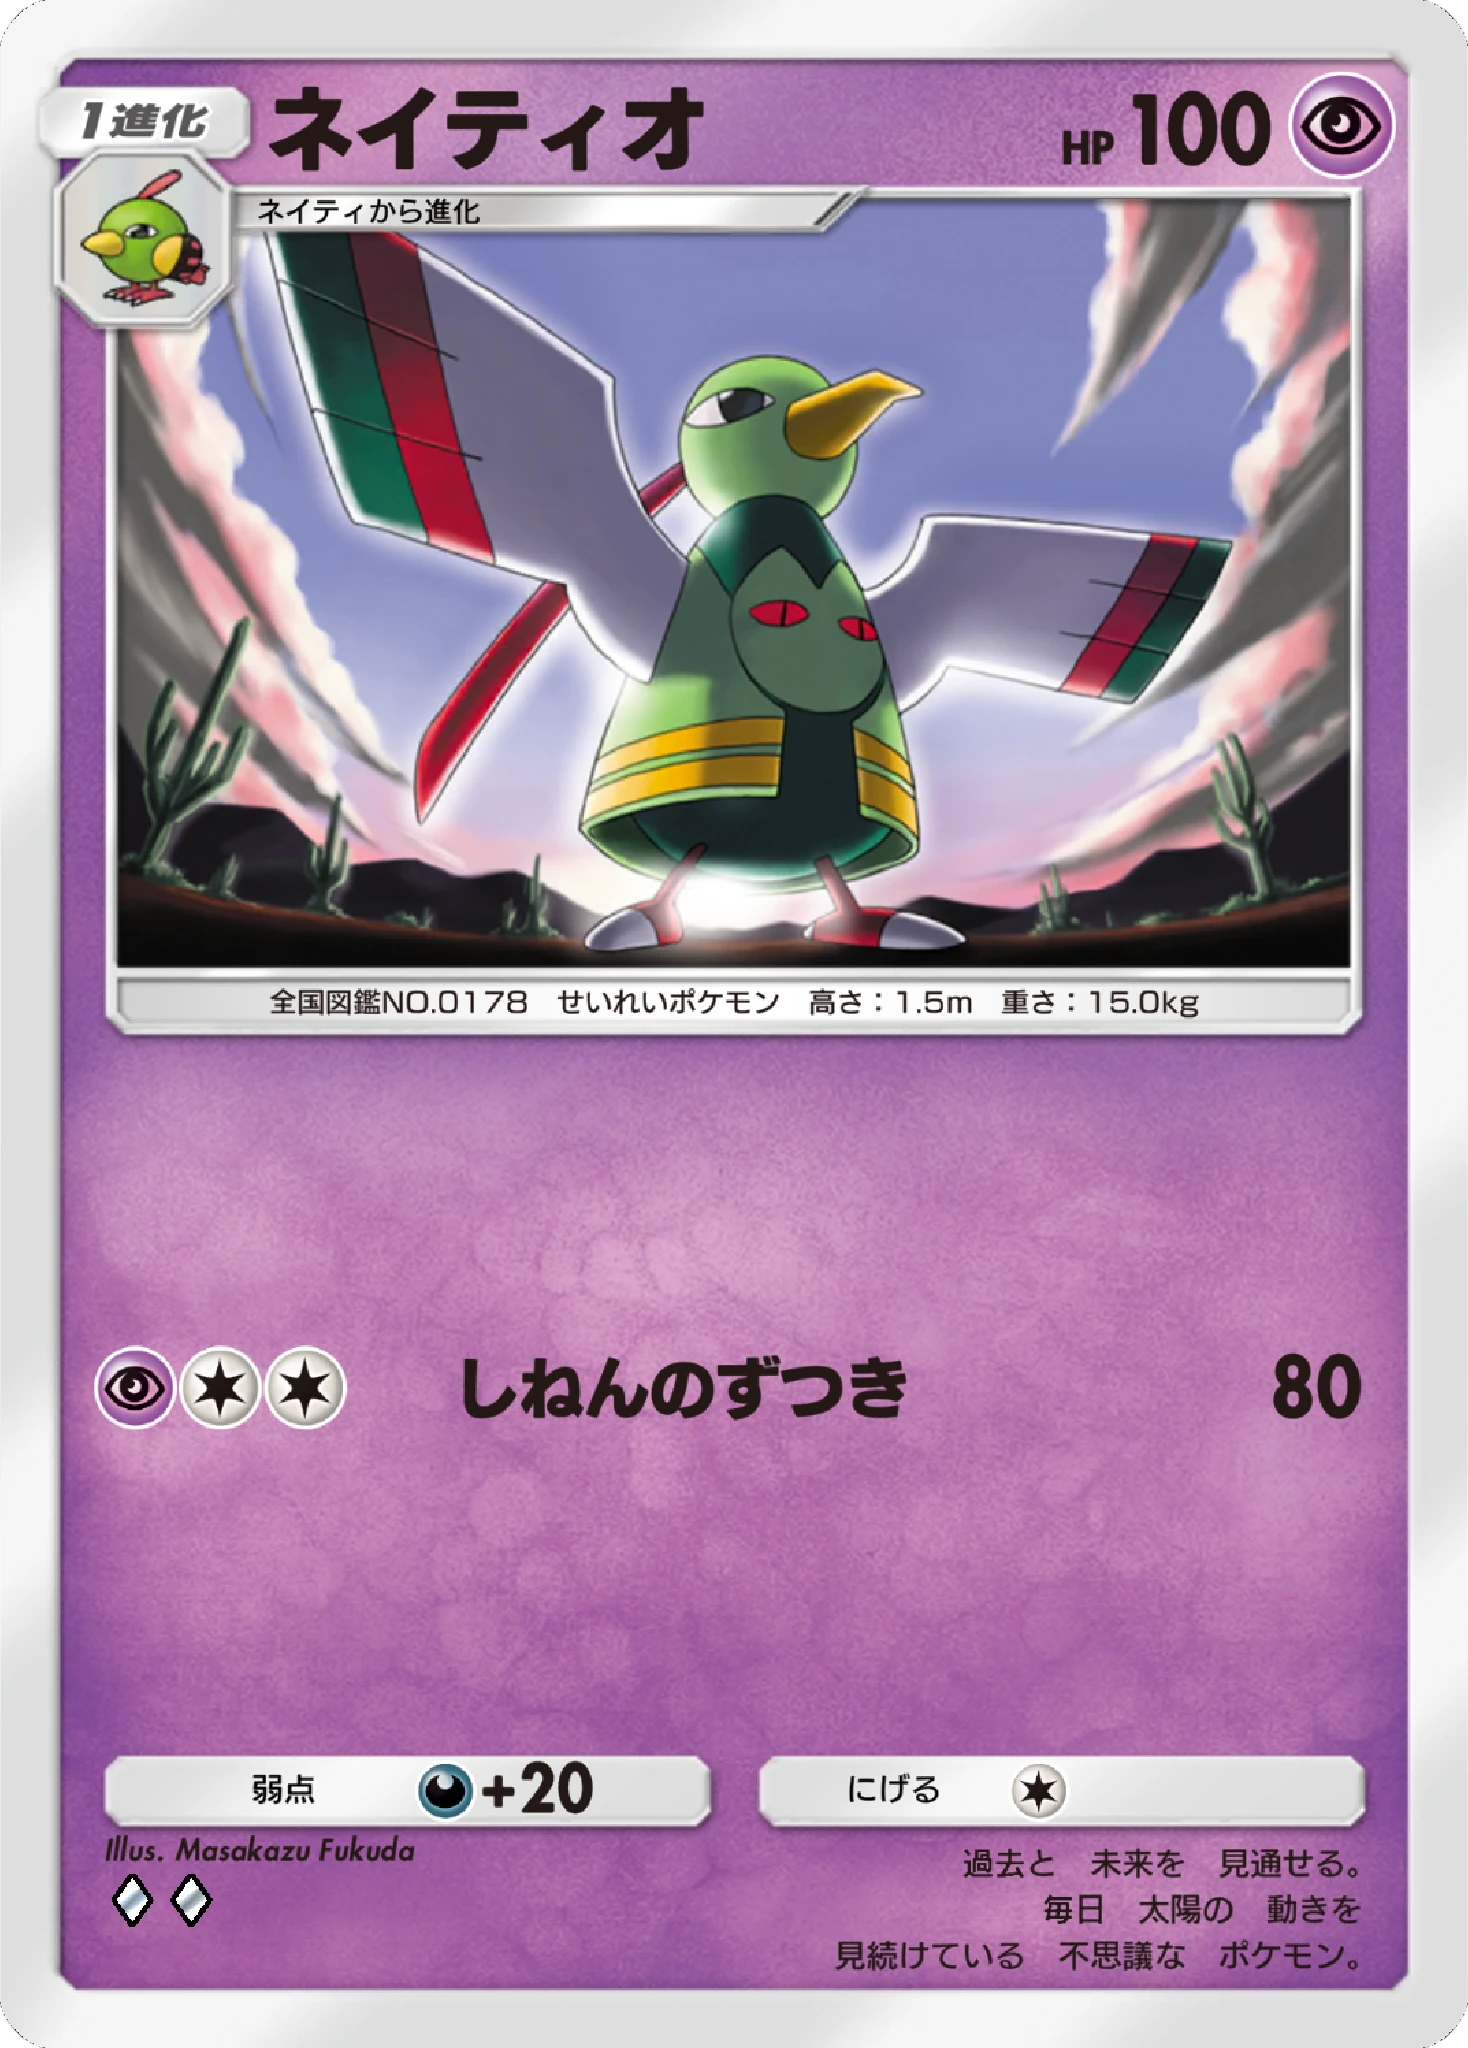 1進化
ネイティオ
HP 100
ネイティから進化
全国図鑑NO.0178 せいれいポケモン 高さ：1.5m 重さ：15.0kg
しねんのずつき 80
弱点 +20
にげる
Illus. Masakazu Fukuda
過去と 未来を 見通せる。
毎日 太陽の 動きを
見続けている 不思議な ポケモン。